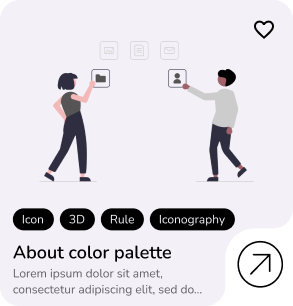 Icon 3D Rule Iconography
About color palette
Lorem ipsum dolor sit amet,
consectetur adipiscing elit, sed do...